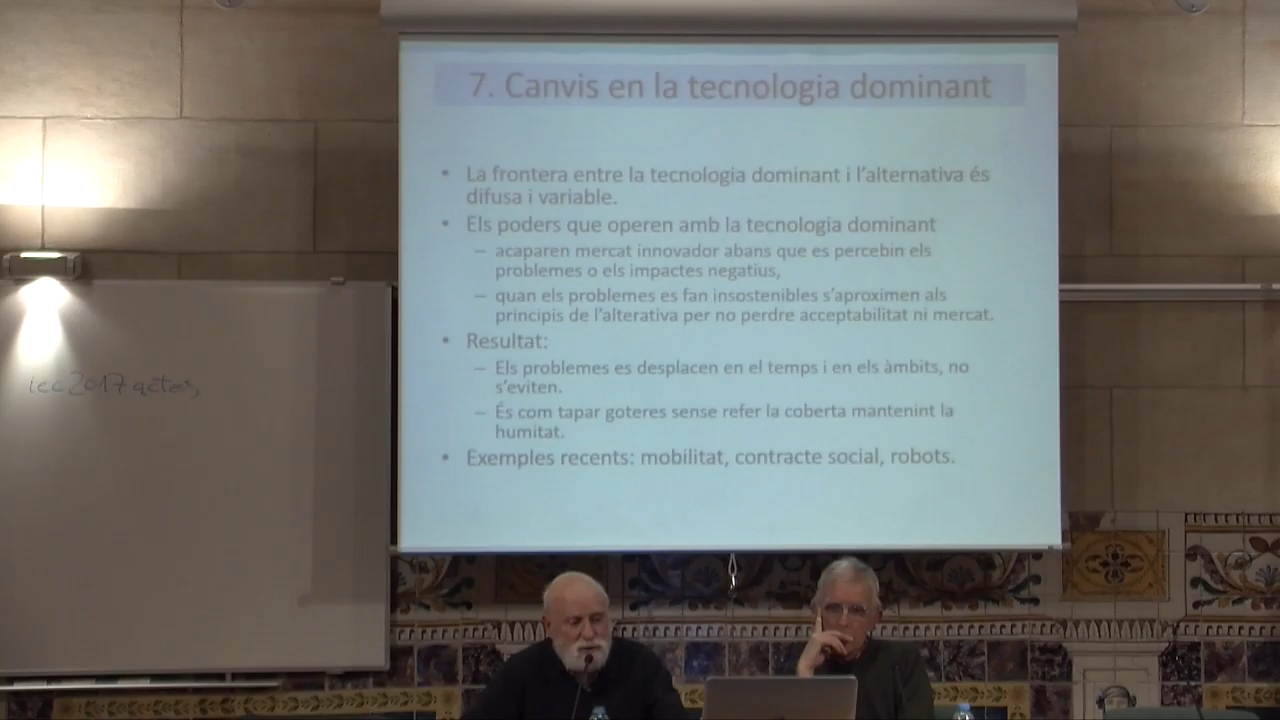 7. Canvis en la tecnologia dominant
• La frontera entre la tecnologia dominant i l'alternativa és
difusa i variable.
• Els poders que operen amb la tecnologia dominant
– acaparen mercat innovador abans que es percebin els
problemes o els impactes negatius,
– quan els problemes es fan insostenibles s'aproximen als
principis de l'alterativa per no perdre acceptabilitat ni mercat.
• Resultat:
– Els problemes es desplacen en el temps i en els àmbits, no
s'eviten.
– És com tapar goteres sense refer la coberta mantenint la
humitat.
• Exemples recents: mobilitat, contracte social, robots.